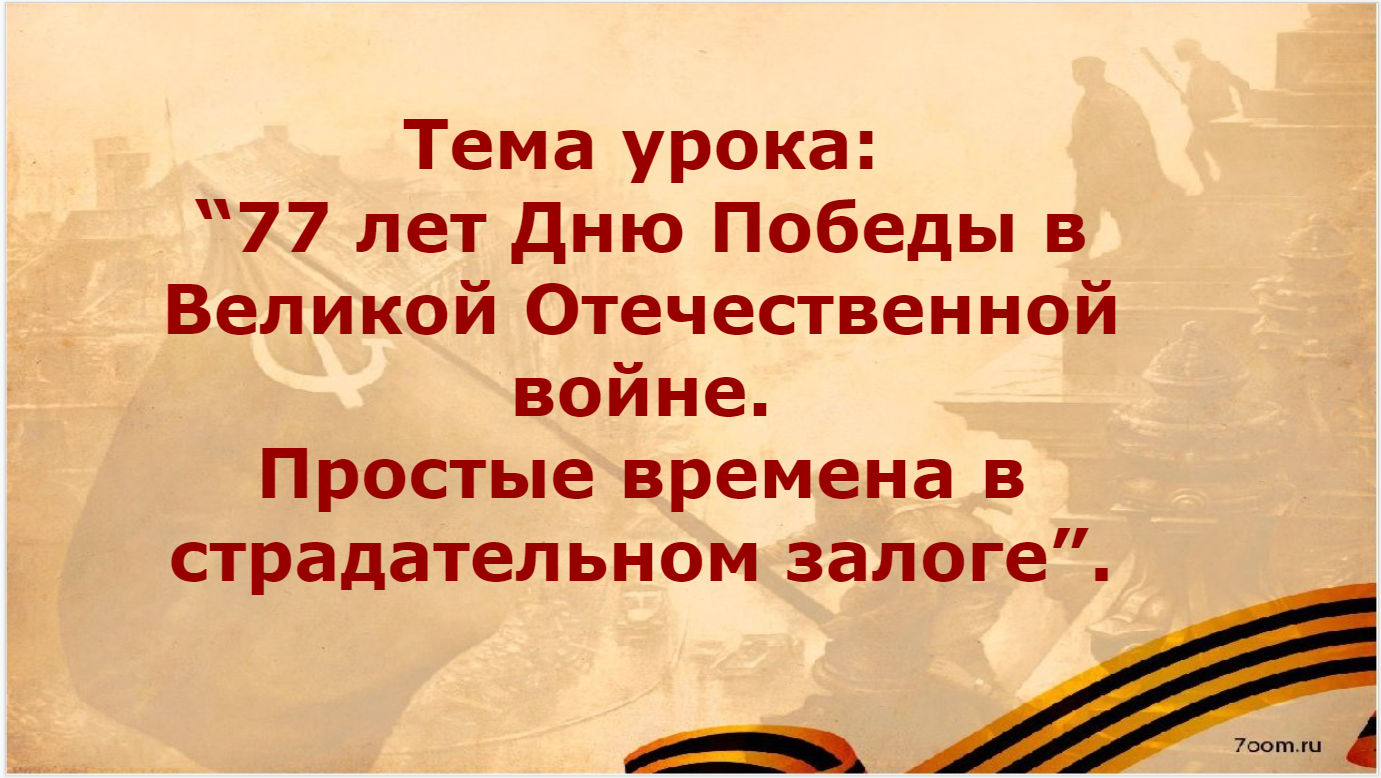 Тема урока:
“77 лет Дню Победы в
Великой Отечественной
войне.
Простые времена в
страдательном залоге”.
7oom.ru